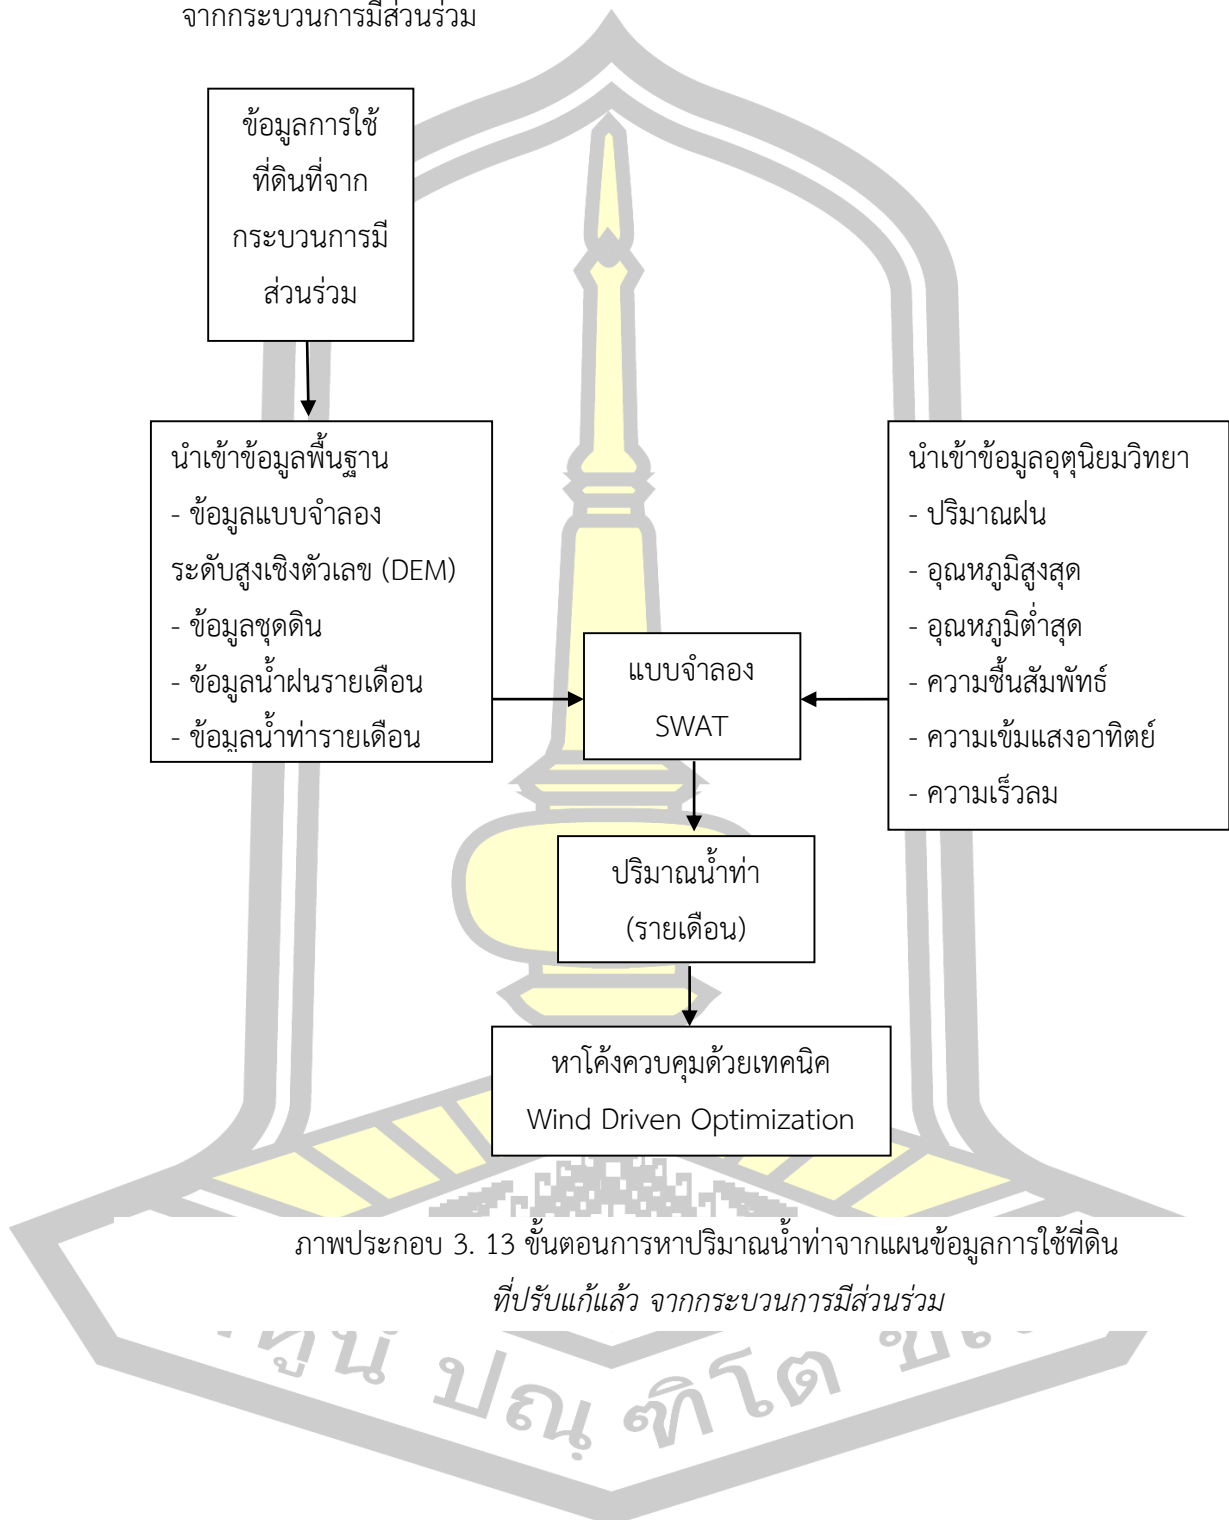 จากกระบวนการมีส่วนร่วม
ข้อมูลการใช้
ที่ดินที่จาก
กระบวนการมี
ส่วนร่วม
นำเข้าข้อมูลพื้นฐาน
- ข้อมูลแบบจำลอง
ระดับสูงเชิงตัวเลข (DEM)
- ข้อมูลชุดดิน
- ข้อมูลน้ำฝนรายเดือน
- ข้อมูลน้ำท่ารายเดือน
นำเข้าข้อมูลอุตุนิยมวิทยา
- ปริมาณฝน
- อุณหภูมิสูงสุด
- อุณหภูมิต่ำสุด
- ความชื้นสัมพัทธ์
- ความเข้มแสงอาทิตย์
- ความเร็วลม
แบบจำลอง
SWAT
ปริมาณน้ำท่า
(รายเดือน)
หาโค้งควบคุมด้วยเทคนิค
Wind Driven Optimization
ภาพประกอบ 3. 13 ขั้นตอนการหาปริมาณน้ำท่าจากแผนข้อมูลการใช้ที่ดิน
ที่ปรับแก้แล้ว จากกระบวนการมีส่วนร่วม
ปณฺ ฑิโต